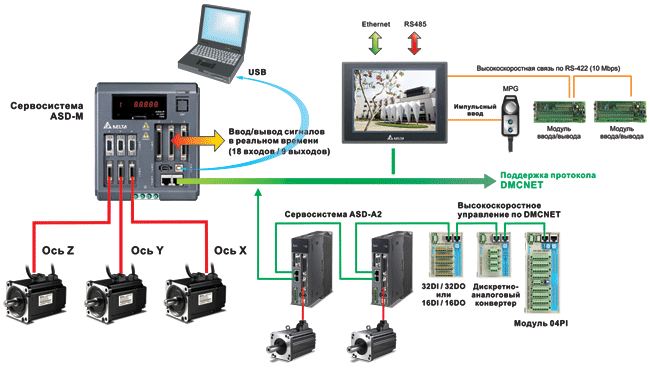 Ethernet
RS485
USB
Высокоскоростная связь по RS-422 (10 Mbps)
MPG
Сервосистема
ASD-M
Импульсный
ввод
DELTA
Ввод/вывод сигналов
в реальном времени
(18 входов / 9 выходов)
DELTA
Модуль
ввода/вывода
Модуль
ввода/вывода
Поддержка протокола
DMCNET
Высокоскоростное
управление по DMCNET
Сервосистема ASD-A2
Ось Z
Ось Y
Ось X
32DI / 32DO
или
16DI / 16DO
Дискретно-
аналоговый
конвертер
Модуль 04PI